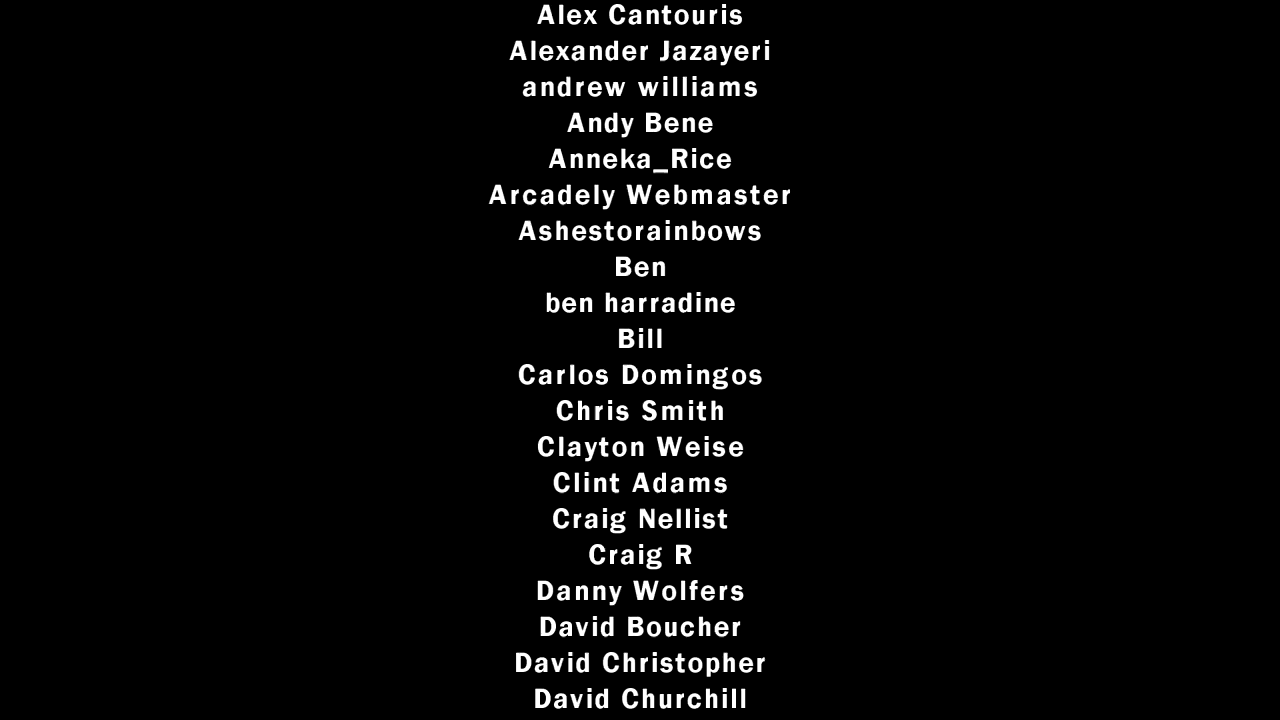 Alex Cantouris
Alexander Jazayeri
andrew williams
Andy Bene
Anneka_Rice
Arcadely Webmaster
Ashestorainbows
Ben
ben harradine
Bill
Carlos Domingos
Chris Smith
Clayton Weise
Clint Adams
Craig Nellist
Craig R
Danny Wolfers
David Boucher
David Christopher
David Churchill